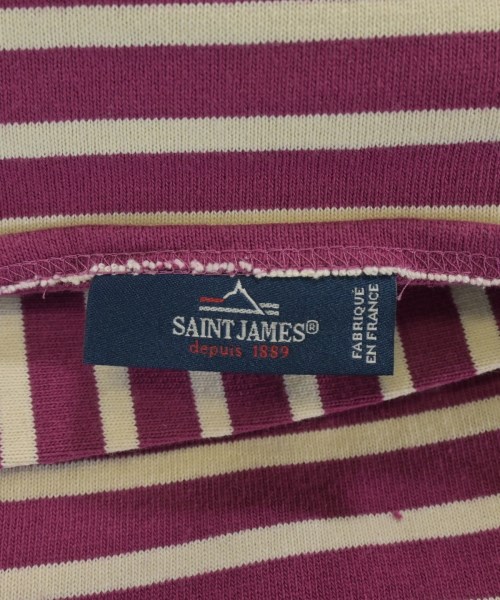 SAINT JAMES®
depuis 1889
FABRIQUÉ
EN FRANCE